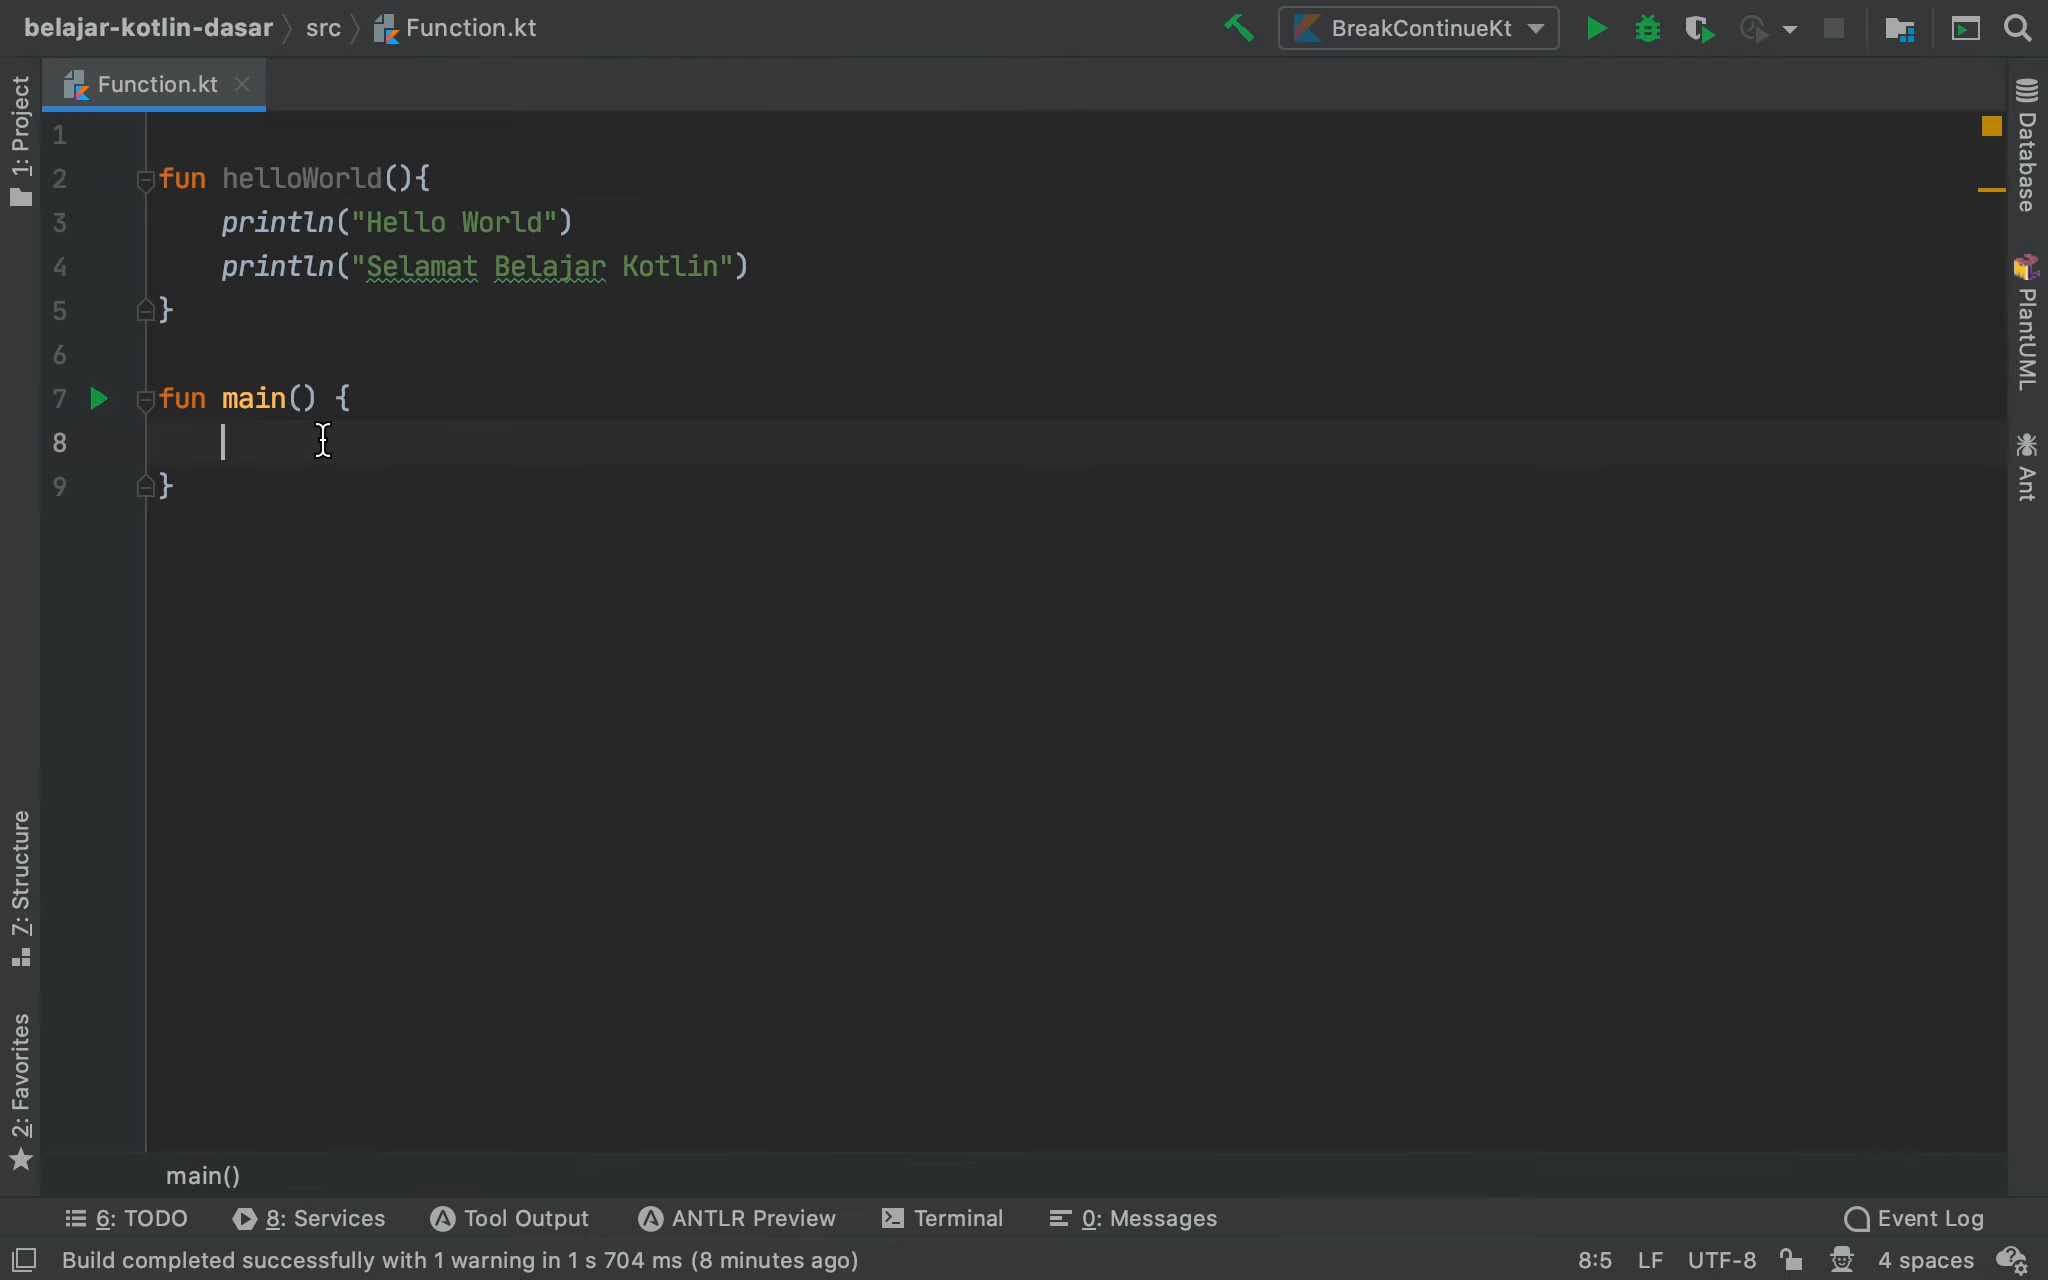 belajar-kotlin-dasar src Function.kt BreakContinueKt
Function.kt
1: Project
7: Structure
2: Favorites
1
2 fun helloWorld(){
3 println("Hello World")
4 println("Selamat Belajar Kotlin")
5 }
6
7 fun main() {
8
9 }
Database
PlantUML
Ant
main()
6: TODO 8: Services Tool Output ANTLR Preview Terminal 0: Messages Event Log
Build completed successfully with 1 warning in 1 s 704 ms (8 minutes ago) 8:5 LF UTF-8 4 spaces